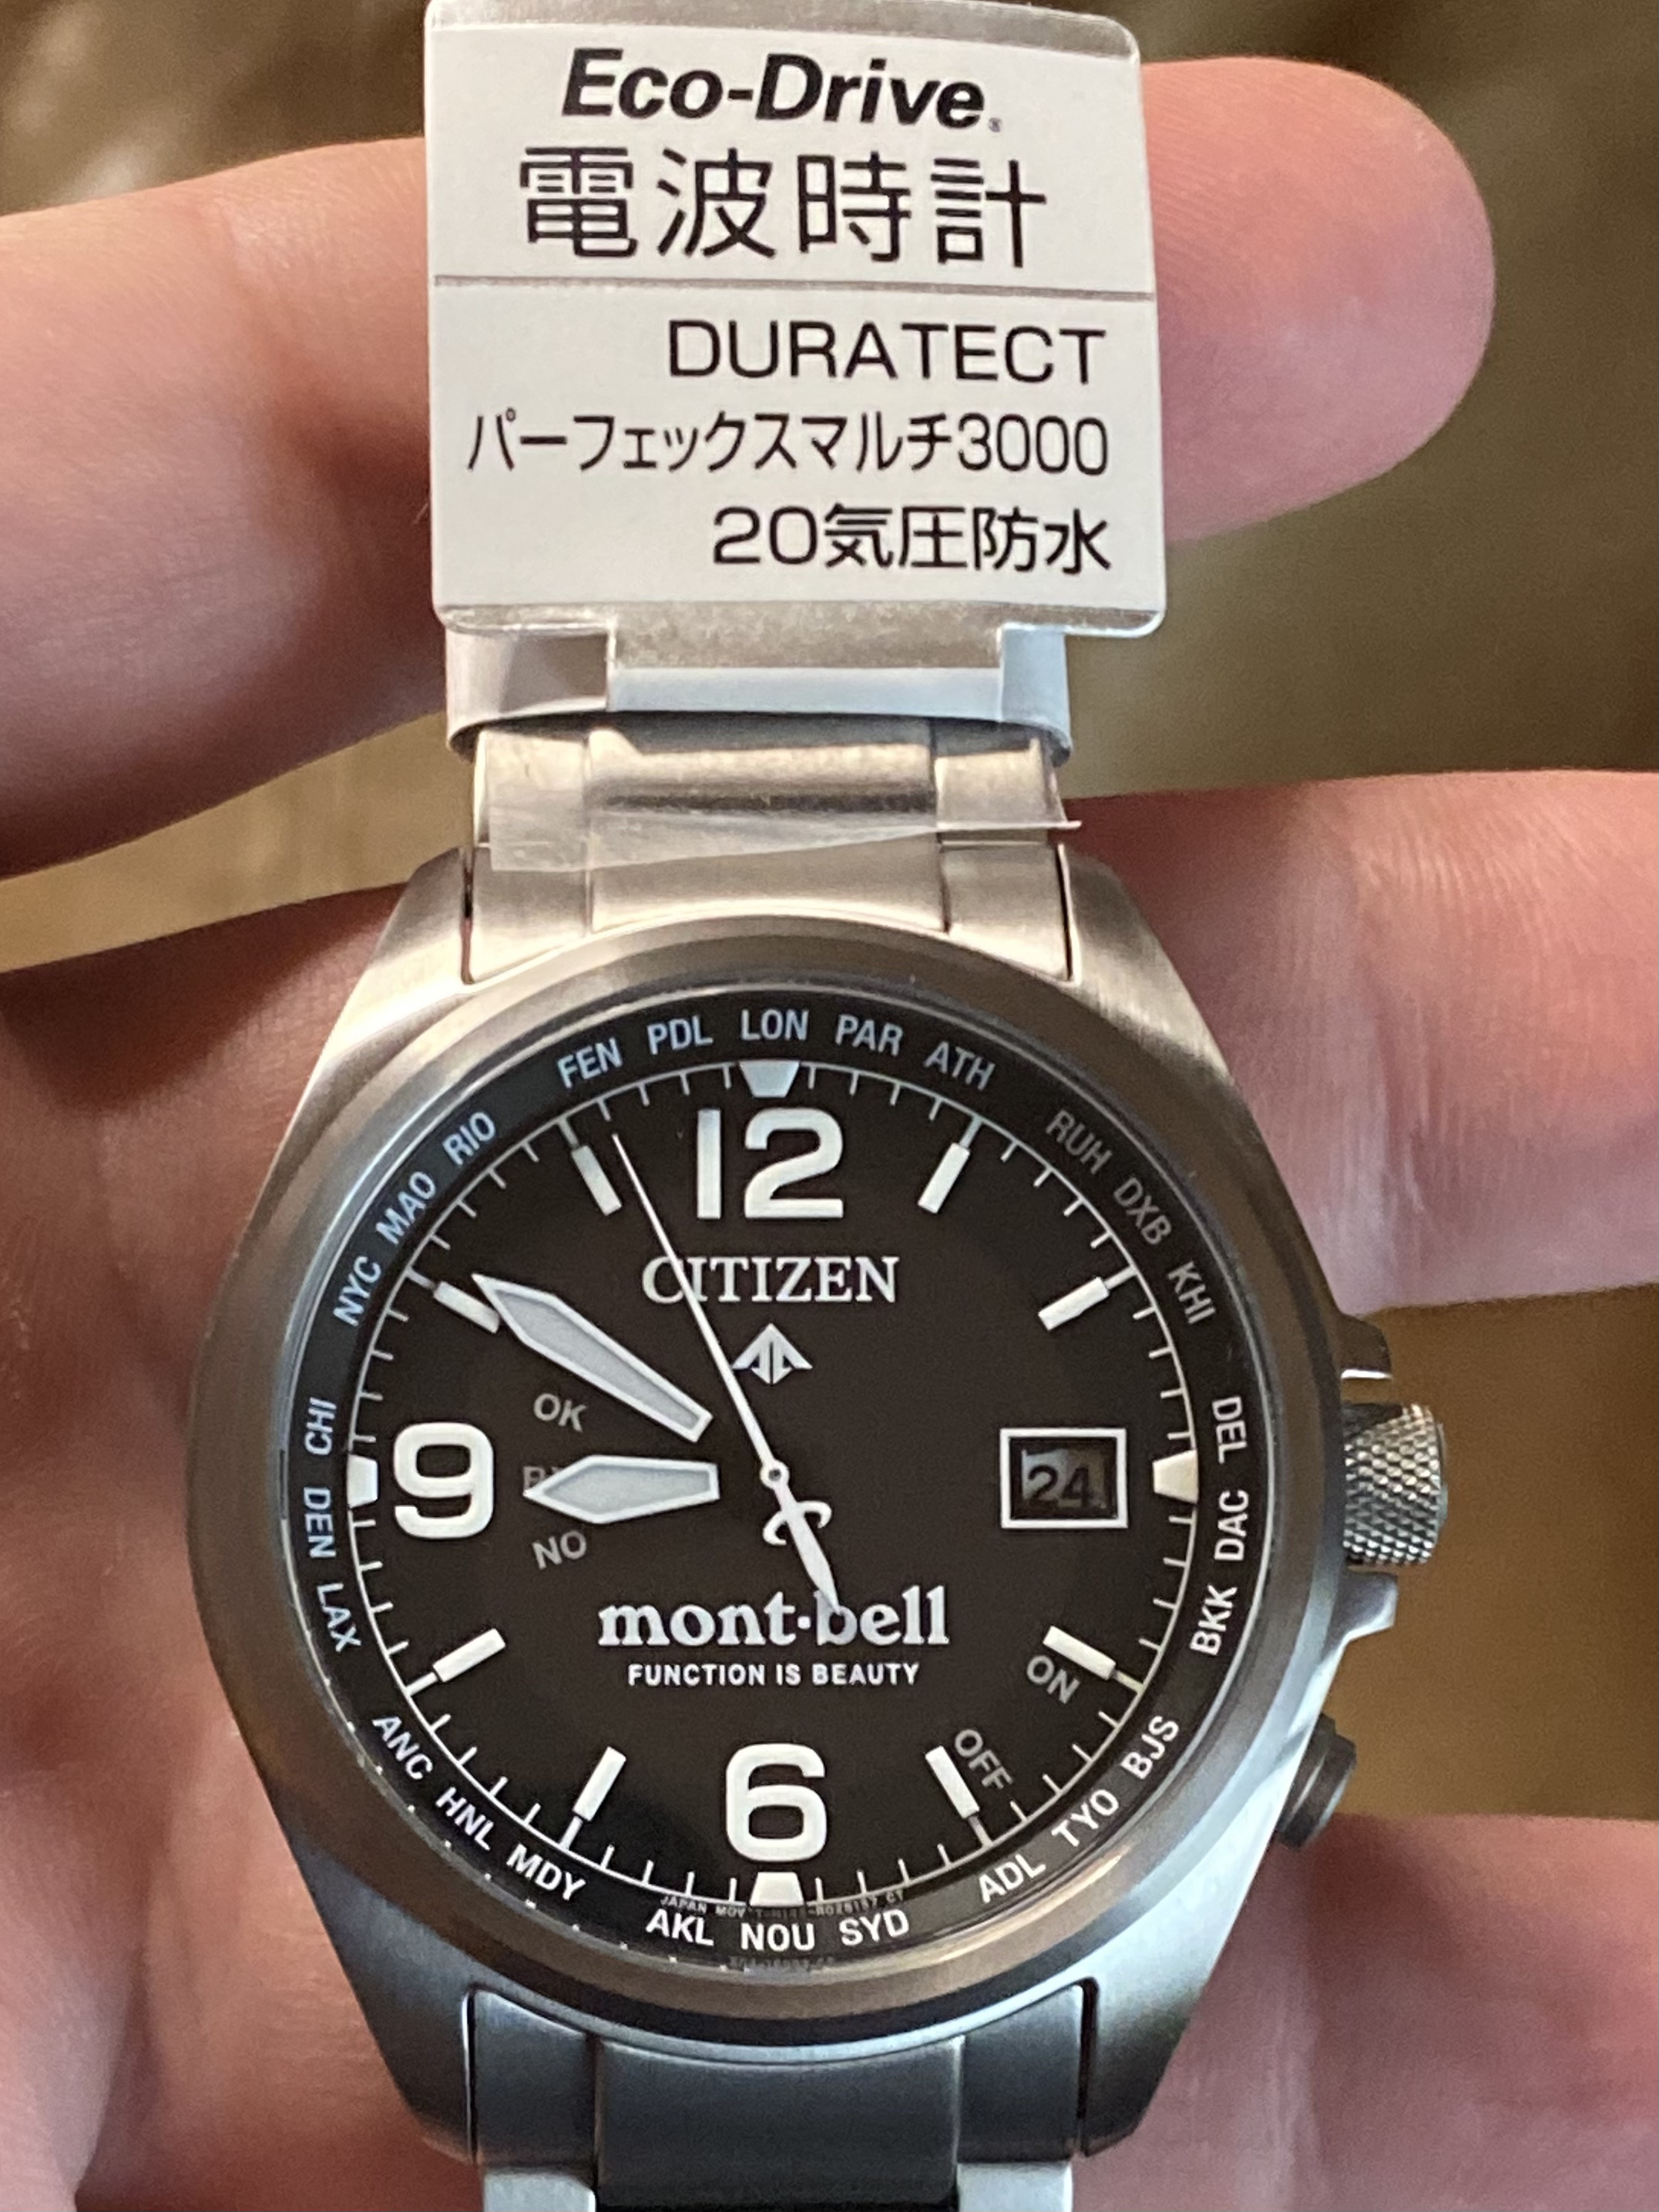 Eco-Drive
電波時計
DURATECT
パーフェックスマルチ3000
20気圧防水
FEN PDL LON PAR ATH
RUH DXB KHI
DEL DAC BKK
BJS TYO ADL
SYD NOU AKL
MDY HNL ANC
LAX DEN CHI
NYC MAO RIO
12
CITIZEN
OK
NO
9
24
mont·bell
FUNCTION IS BEAUTY
ON
OFF
6
JAPAN MOV'T